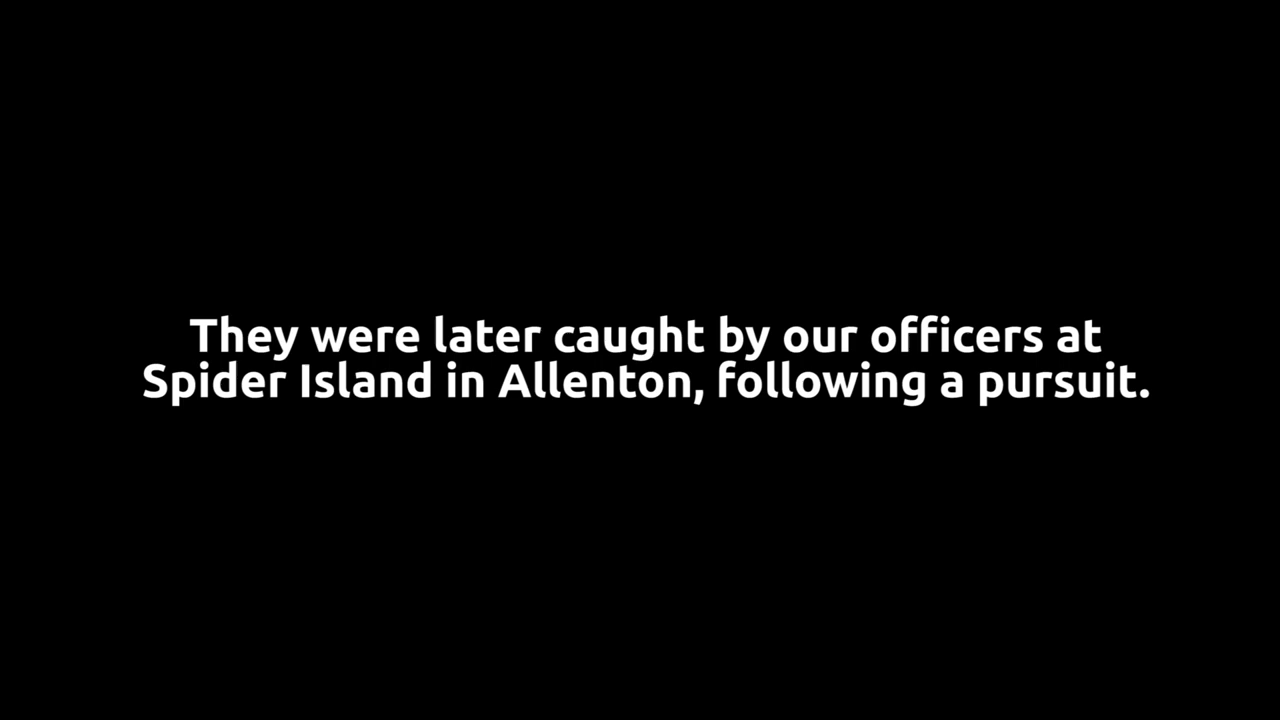 They were later caught by our officers at
Spider Island in Allenton, following a pursuit.